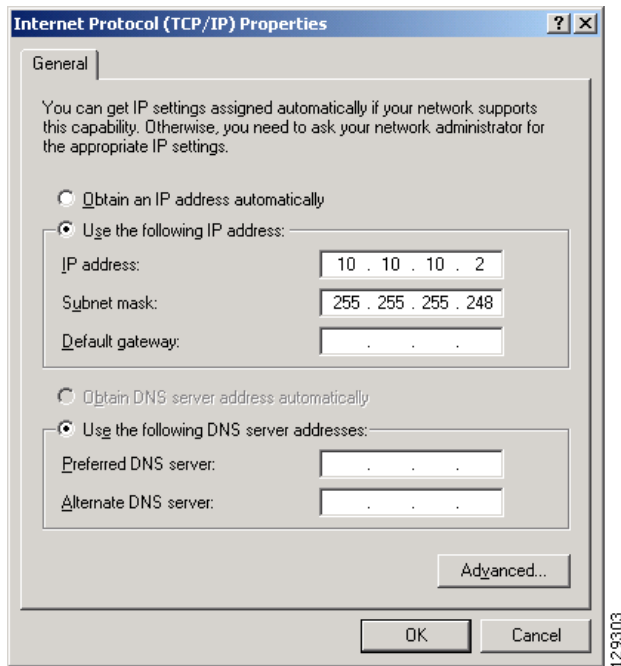 Internet Protocol (TCP/IP) Properties
? X
General
You can get IP settings assigned automatically if your network supports
this capability. Otherwise, you need to ask your network administrator for
the appropriate IP settings.
Obtain an IP address automatically
Use the following IP address:
IP address: 10 . 10 . 10 . 2
Subnet mask: 255 . 255 . 255 . 248
Default gateway: . . .
Obtain DNS server address automatically
Use the following DNS server addresses:
Preferred DNS server: . . .
Alternate DNS server: . . .
Advanced...
OK Cancel
129303